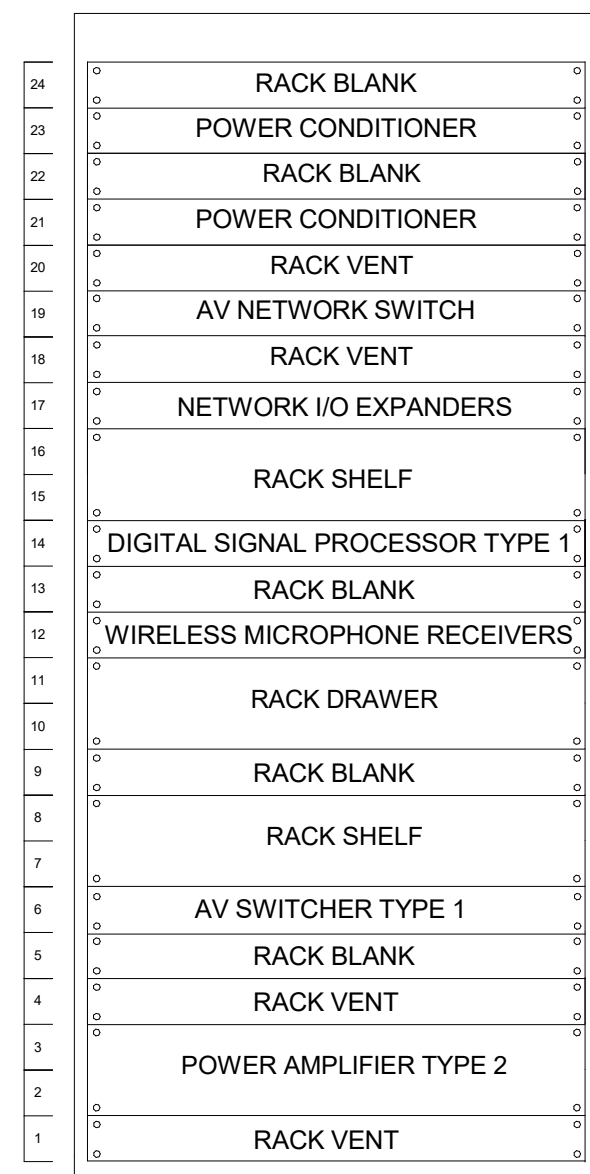 24
RACK BLANK
23
POWER CONDITIONER
22
RACK BLANK
21
POWER CONDITIONER
20
RACK VENT
19
AV NETWORK SWITCH
18
RACK VENT
17
NETWORK I/O EXPANDERS
16
RACK SHELF
15
14
DIGITAL SIGNAL PROCESSOR TYPE 1
13
RACK BLANK
12
WIRELESS MICROPHONE RECEIVERS
11
RACK DRAWER
10
9
RACK BLANK
8
RACK SHELF
7
6
AV SWITCHER TYPE 1
5
RACK BLANK
4
RACK VENT
3
POWER AMPLIFIER TYPE 2
2
1
RACK VENT